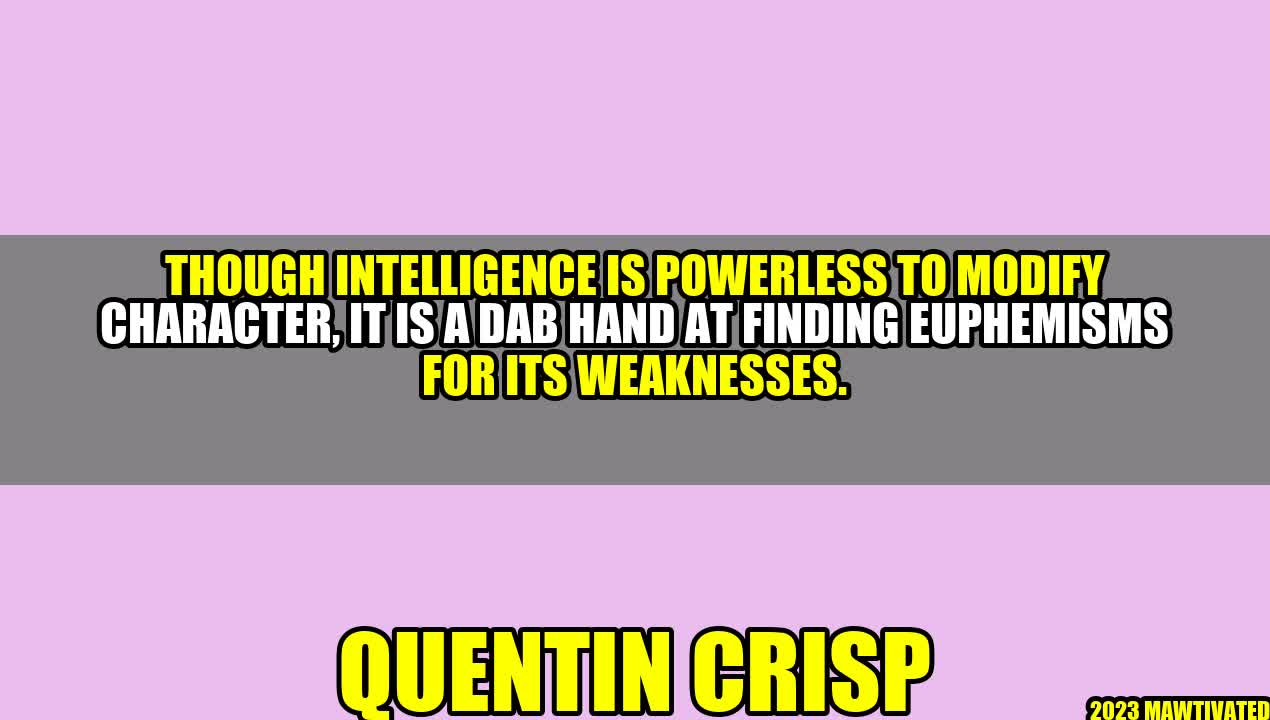 THOUGH INTELLIGENCE IS POWERLESS TO MODIFY
CHARACTER, IT IS A DAB HAND AT FINDING EUPHEMISMS
FOR ITS WEAKNESSES.
QUENTIN CRISP
2023 MAWTIVATED